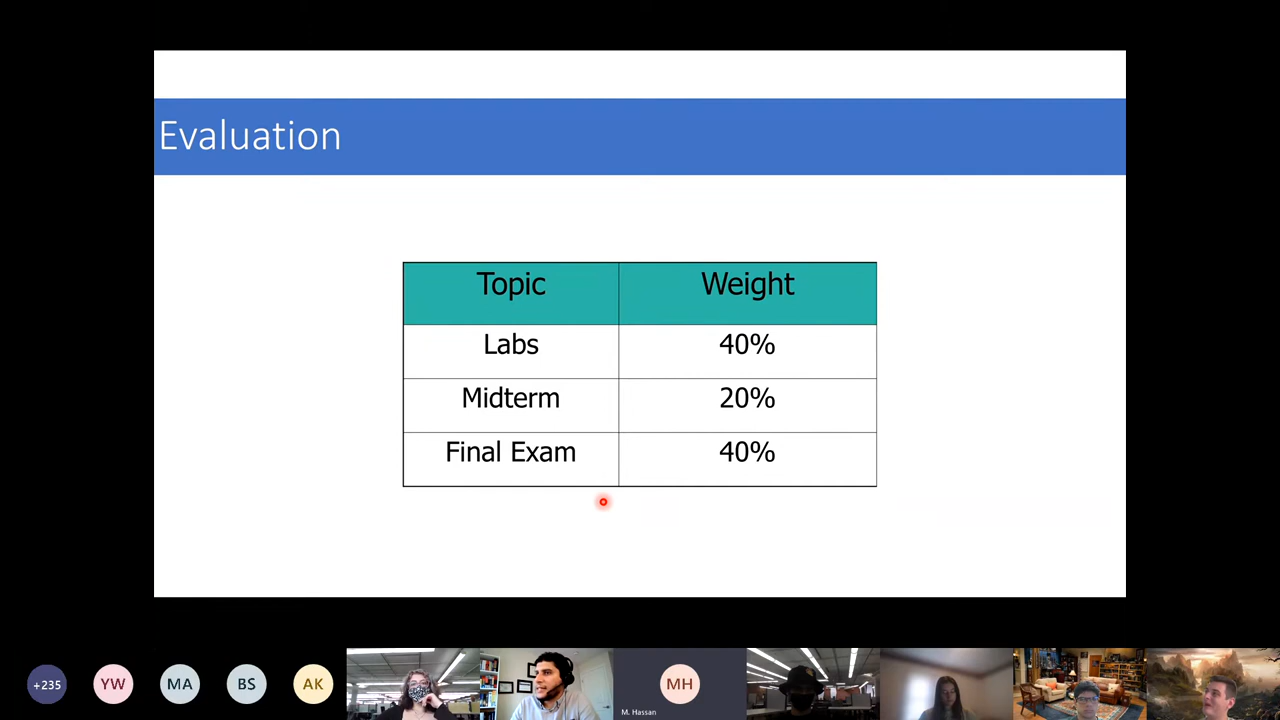 Evaluation
Topic Weight
Labs 40%
Midterm 20%
Final Exam 40%
+235 YW MA BS AK MH
M. Hassan